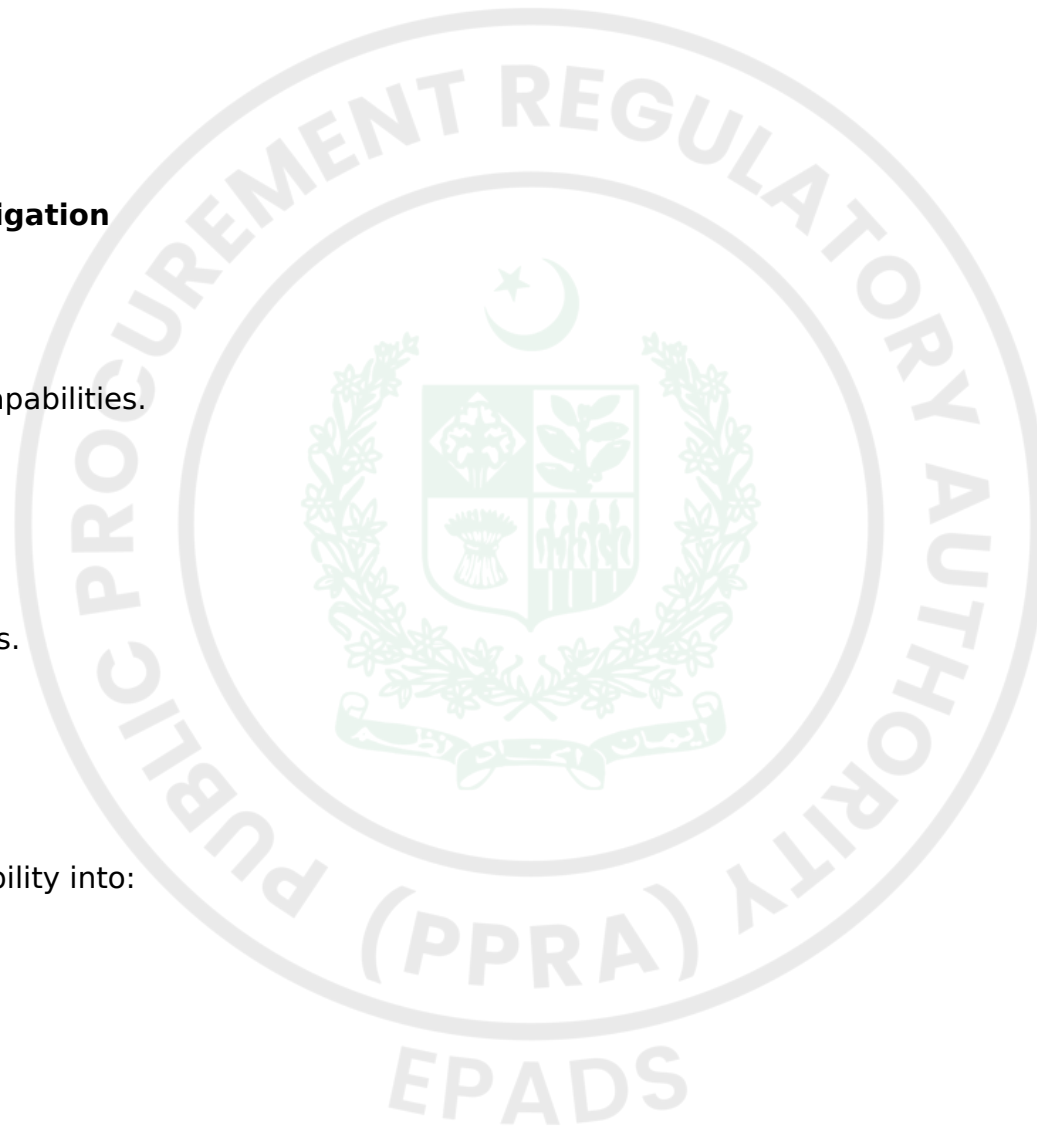 igation
pabilities.
s.
bility into:
PUBLIC PROCUREMENT REGULATORY AUTHORITY
(PPRA)
EPADS